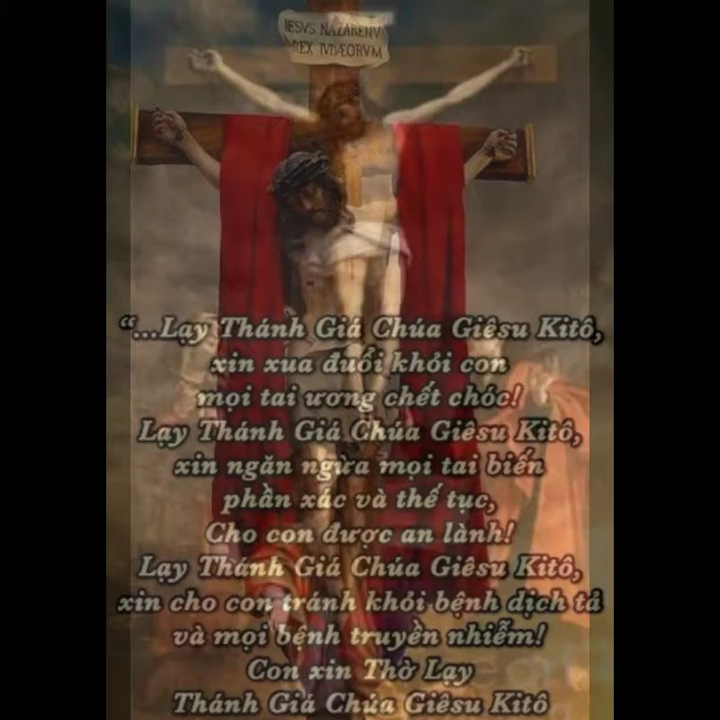 IESVS NAZARENV
REX IVDÆORVM
“...Lạy Thánh Giá Chúa Giêsu Kitô,
xin xua đuổi khỏi con
mọi tai ương chết chóc!
Lạy Thánh Giá Chúa Giêsu Kitô,
xin ngăn ngừa mọi tai biến
phần xác và thế tục,
Cho con được an lành!
Lạy Thánh Giá Chúa Giêsu Kitô,
xin cho con tránh khỏi bệnh dịch tả
và mọi bệnh truyền nhiễm!
Con xin Thờ Lạy
Thánh Giá Chúa Giêsu Kitô